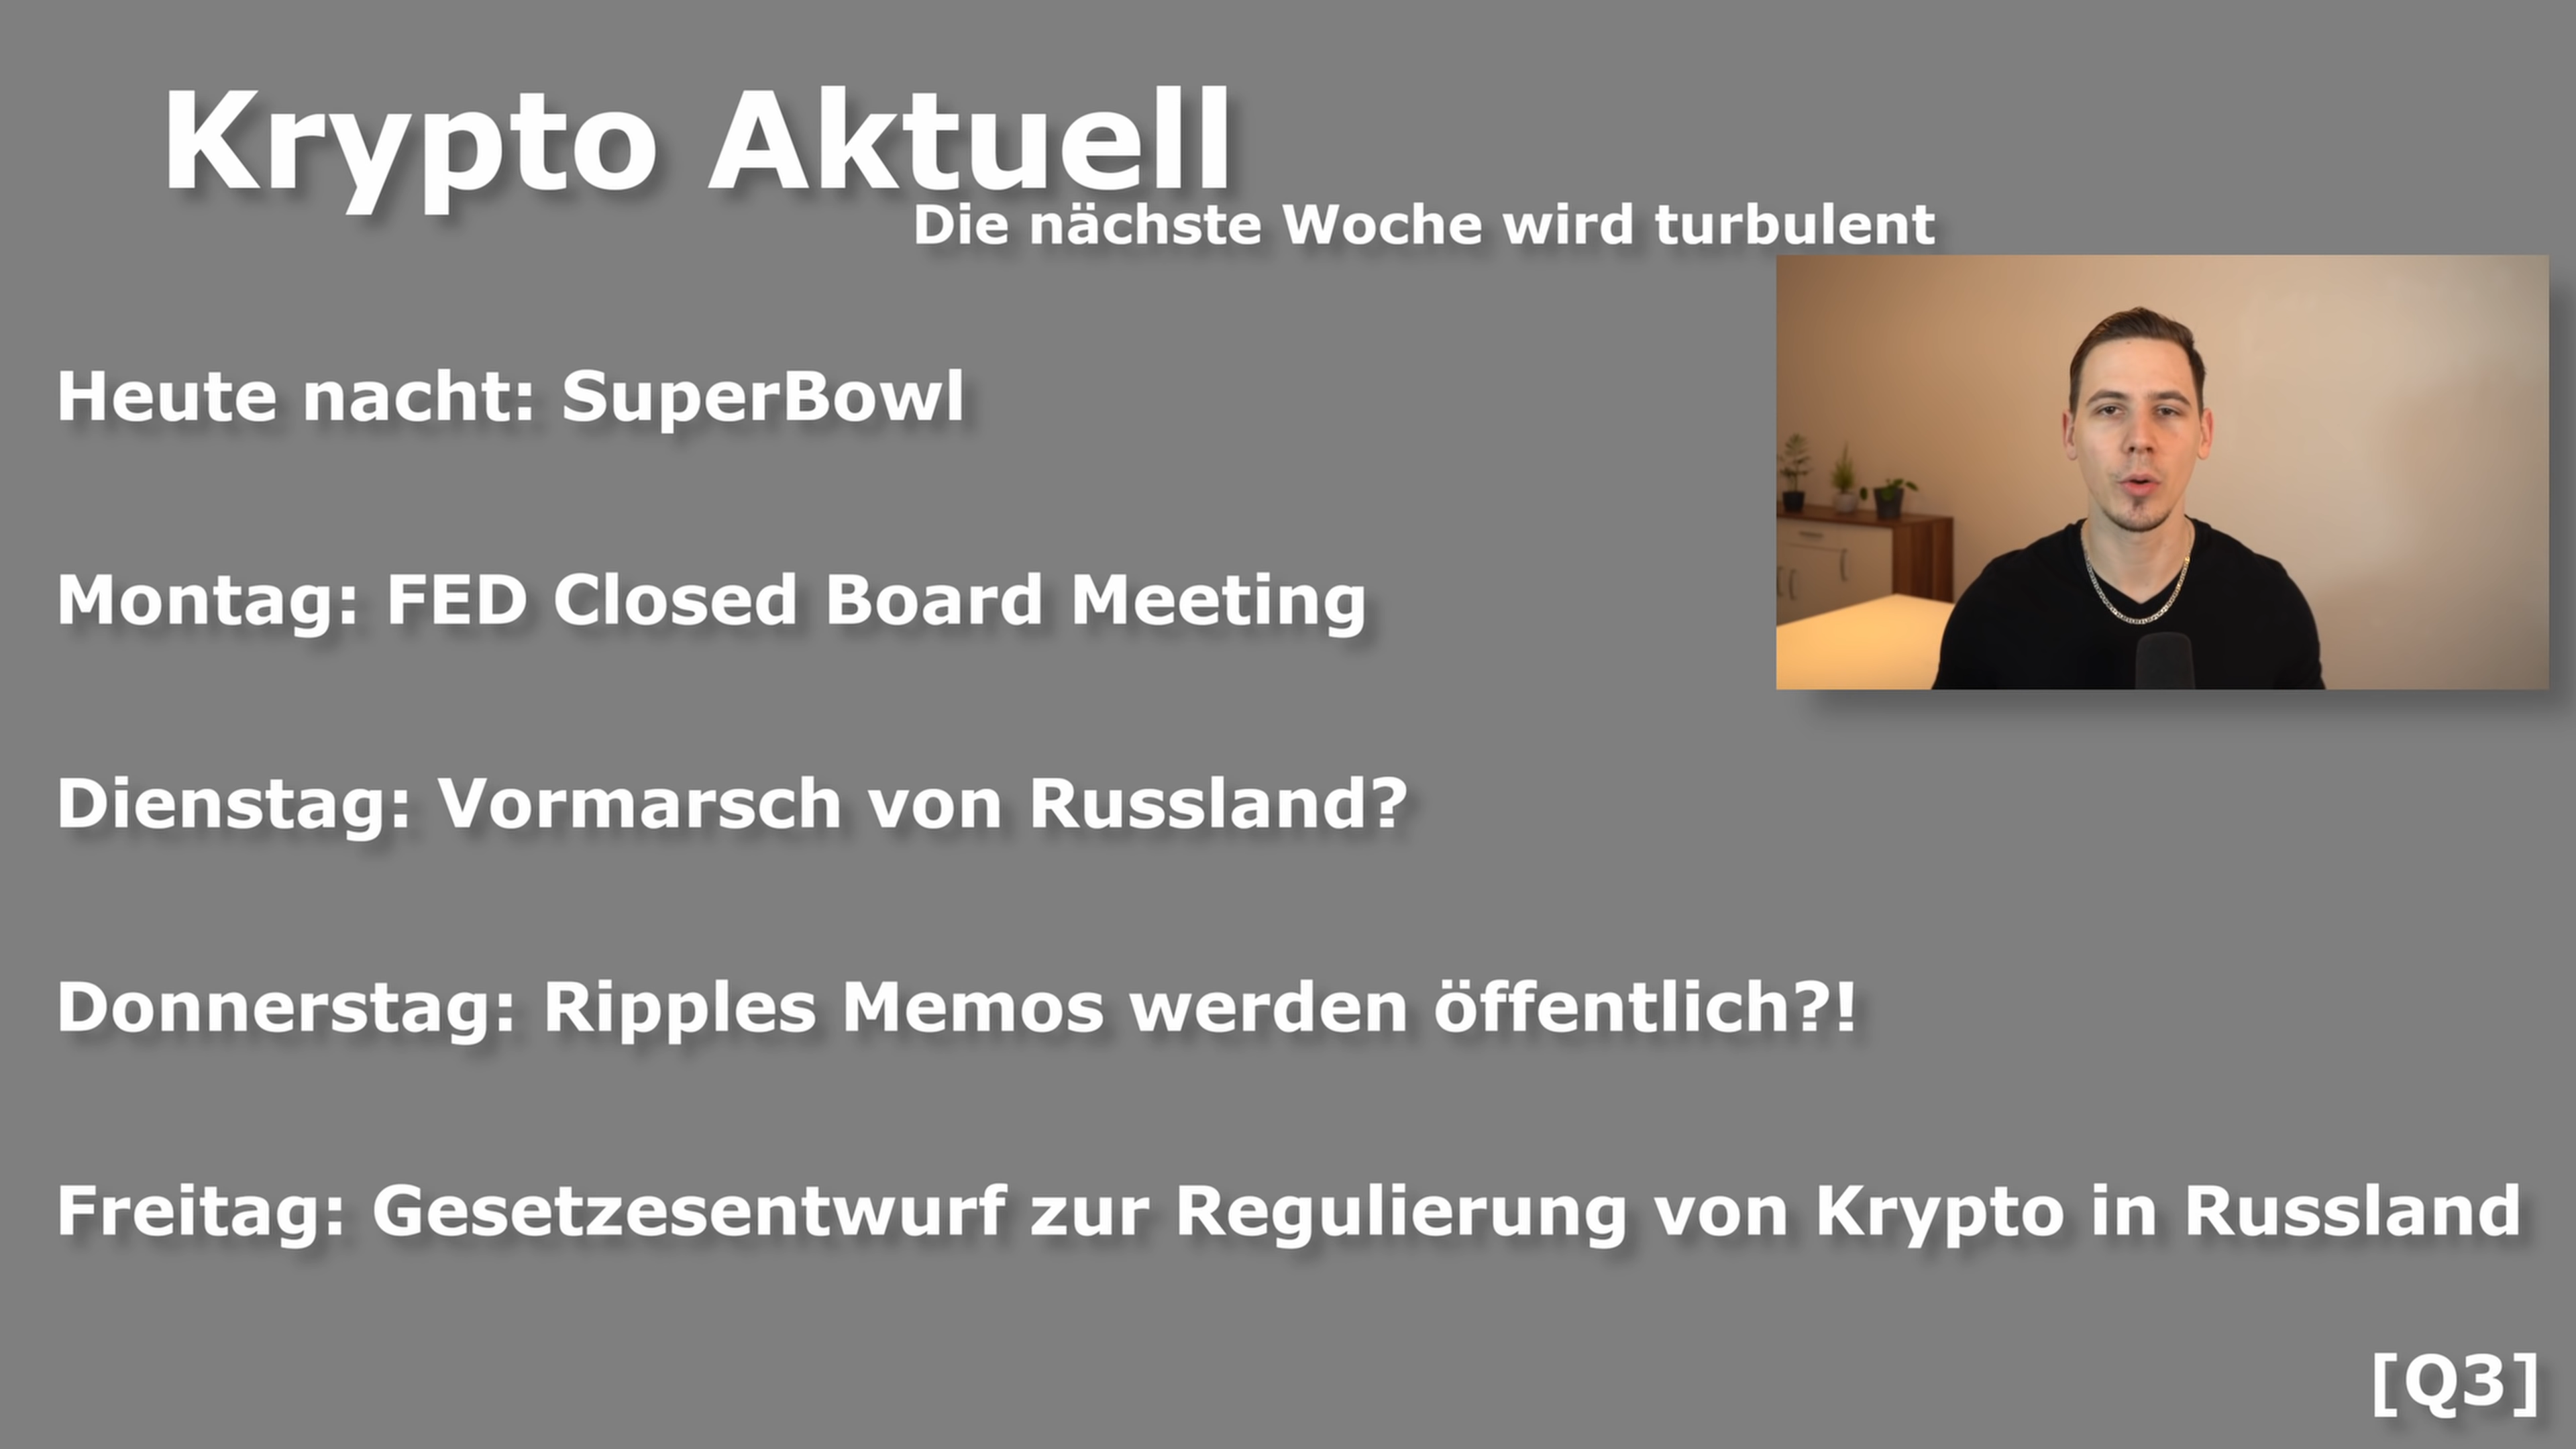 Krypto Aktuell
Die nächste Woche wird turbulent
Heute nacht: SuperBowl
Montag: FED Closed Board Meeting
Dienstag: Vormarsch von Russland?
Donnerstag: Ripples Memos werden öffentlich?!
Freitag: Gesetzesentwurf zur Regulierung von Krypto in Russland
[Q3]